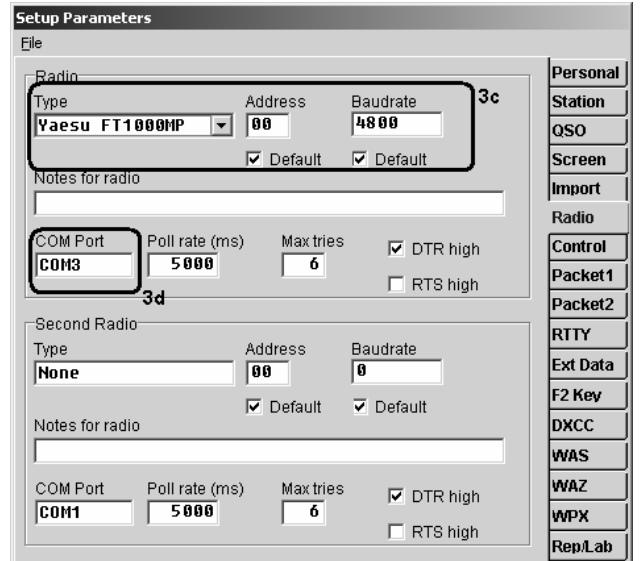 Setup Parameters
File
Radio
Type Address Baudrate 3c
Yaesu FT1000MP 00 4800
Default Default
Notes for radio
COM Port Poll rate (ms) Max tries DTR high
COM3 5000 6
RTS high
3d
Second Radio
Type Address Baudrate
None 00 0
Default Default
Notes for radio
COM Port Poll rate (ms) Max tries DTR high
COM1 5000 6
RTS high
Personal
Station
QSO
Screen
Import
Radio
Control
Packet1
Packet2
RTTY
Ext Data
F2 Key
DXCC
WAS
WAZ
WPX
Rep/Lab